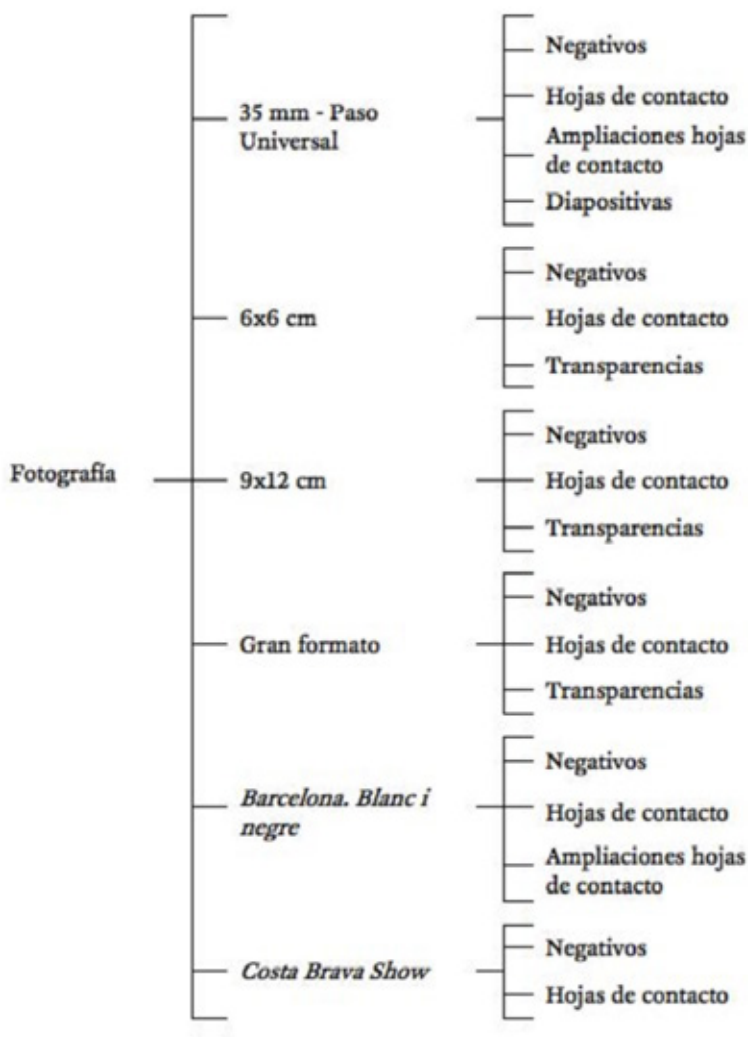 Fotografía
35 mm - Paso
Universal
Negativos
Hojas de contacto
Ampliaciones hojas
de contacto
Diapositivas
6x6 cm
Negativos
Hojas de contacto
Transparencias
9x12 cm
Negativos
Hojas de contacto
Transparencias
Gran formato
Negativos
Hojas de contacto
Transparencias
Barcelona. Blanc i
negre
Negativos
Hojas de contacto
Ampliaciones hojas
de contacto
Costa Brava Show
Negativos
Hojas de contacto